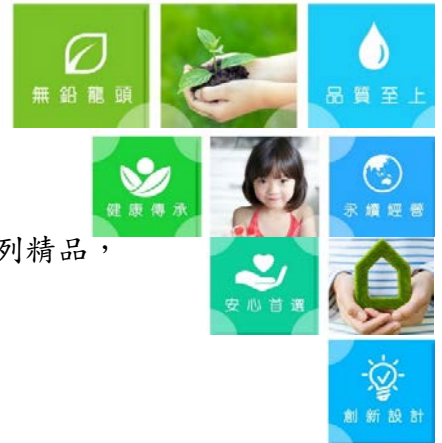 無鉛龍頭
品質至上
健康傳承
永續經營
列精品，
安心首選
創新設計